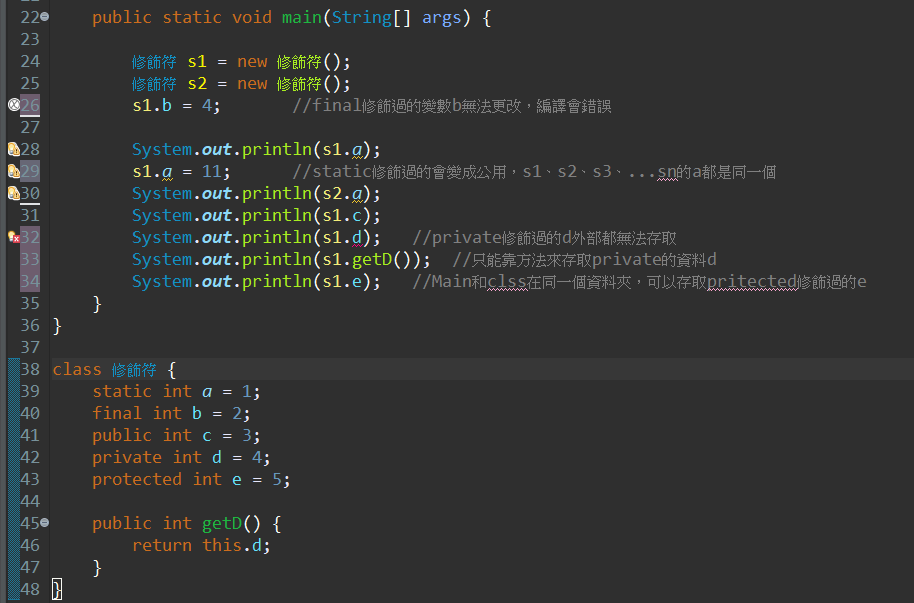 22 public static void main(String[] args) {
23
24 修飾符 s1 = new 修飾符();
25 修飾符 s2 = new 修飾符();
26 s1.b = 4; //final修飾過的變數b無法更改，編譯會錯誤
27
28 System.out.println(s1.a);
29 s1.a = 11; //static修飾過的會變成公用，s1、s2、s3、...sn的a都是同一個
30 System.out.println(s2.a);
31 System.out.println(s1.c);
32 System.out.println(s1.d); //private修飾過的d外部都無法存取
33 System.out.println(s1.getD()); //只能靠方法來存取private的資料d
34 System.out.println(s1.e); //Main和clss在同一個資料夾，可以存取pritected修飾過的e
35 }
36 }
37
38 class 修飾符 {
39 static int a = 1;
40 final int b = 2;
41 public int c = 3;
42 private int d = 4;
43 protected int e = 5;
44
45 public int getD() {
46 return this.d;
47 }
48 }